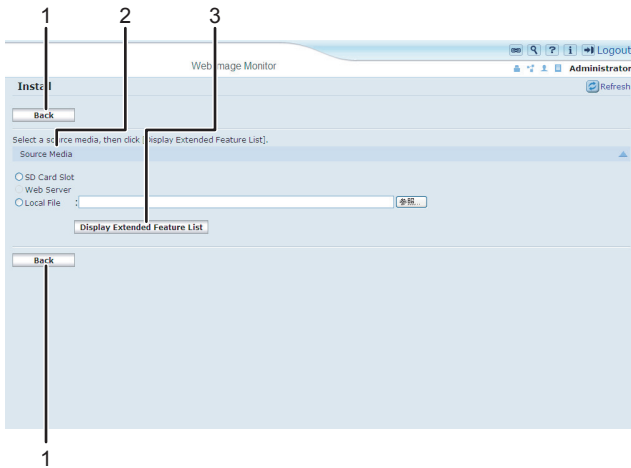 1 2 3
Logout
Web Image Monitor
Administrator
Install
Refresh
Back
Select a source media, then click [Display Extended Feature List].
Source Media
SD Card Slot
Web Server
Local File :
参照...
Display Extended Feature List
Back
1